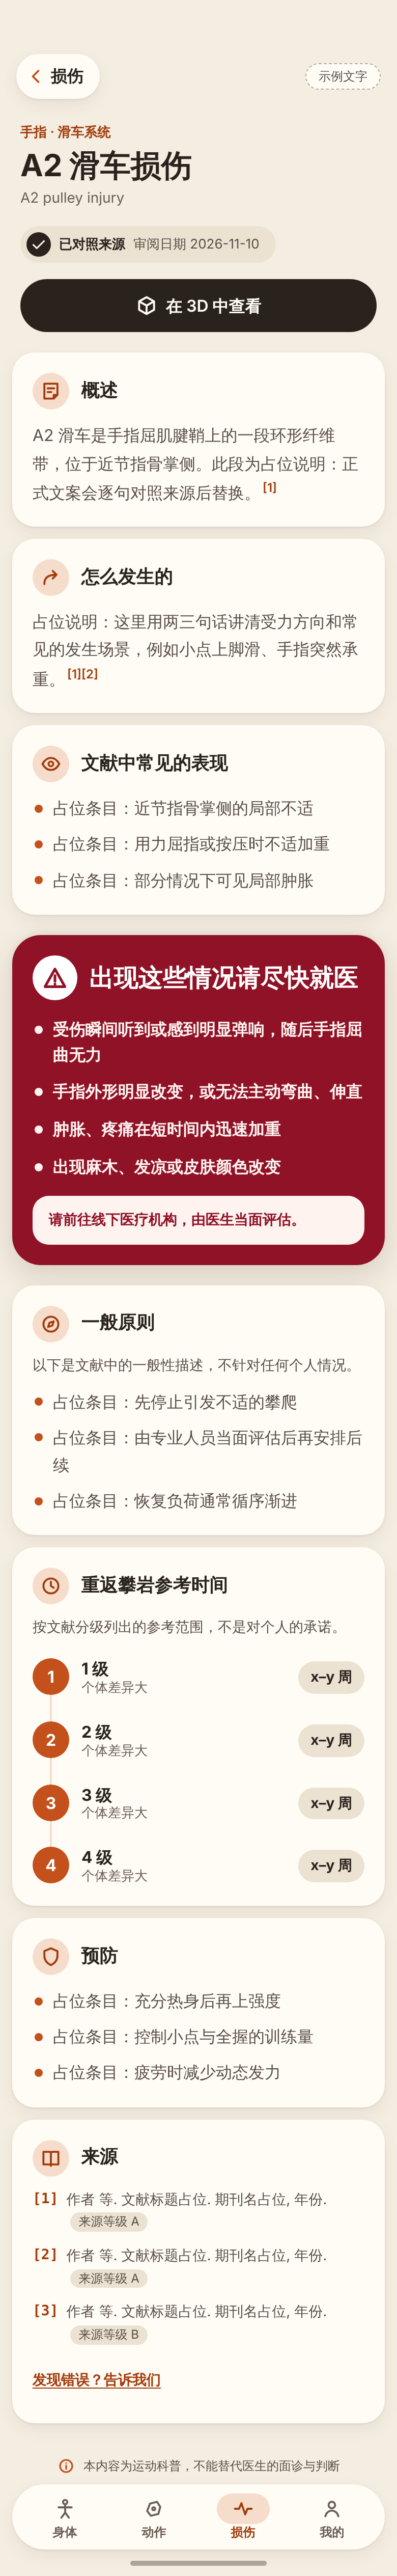 损伤
示例文字
手指 · 滑车系统
A2 滑车损伤
A2 pulley injury
已对照来源 审阅日期 2026-11-10
在 3D 中查看
概述
A2 滑车是手指屈肌腱鞘上的一段环形纤维
带，位于近节指骨掌侧。此段为占位说明：正
式文案会逐句对照来源后替换。[1]
怎么发生的
占位说明：这里用两三句话讲清受力方向和常
见的发生场景，例如小点上脚滑、手指突然承
重。[1][2]
文献中常见的表现
占位条目：近节指骨掌侧的局部不适
占位条目：用力屈指或按压时不适加重
占位条目：部分情况下可见局部肿胀
出现这些情况请尽快就医
受伤瞬间听到或感到明显弹响，随后手指屈
曲无力
手指外形明显改变，或无法主动弯曲、伸直
肿胀、疼痛在短时间内迅速加重
出现麻木、发凉或皮肤颜色改变
请前往线下医疗机构，由医生当面评估。
一般原则
以下是文献中的一般性描述，不针对任何个人情况。
占位条目：先停止引发不适的攀爬
占位条目：由专业人员当面评估后再安排后
续
占位条目：恢复负荷通常循序渐进
重返攀岩参考时间
按文献分级列出的参考范围，不是对个人的承诺。
1 1 级 x–y 周
个体差异大
2 2 级 x–y 周
个体差异大
3 3 级 x–y 周
个体差异大
4 4 级 x–y 周
个体差异大
预防
占位条目：充分热身后再上强度
占位条目：控制小点与全握的训练量
占位条目：疲劳时减少动态发力
来源
[1] 作者 等. 文献标题占位. 期刊名占位, 年份.
来源等级 A
[2] 作者 等. 文献标题占位. 期刊名占位, 年份.
来源等级 A
[3] 作者 等. 文献标题占位. 期刊名占位, 年份.
来源等级 B
发现错误？告诉我们
本内容为运动科普，不能替代医生的面诊与判断
身体 动作 损伤 我的